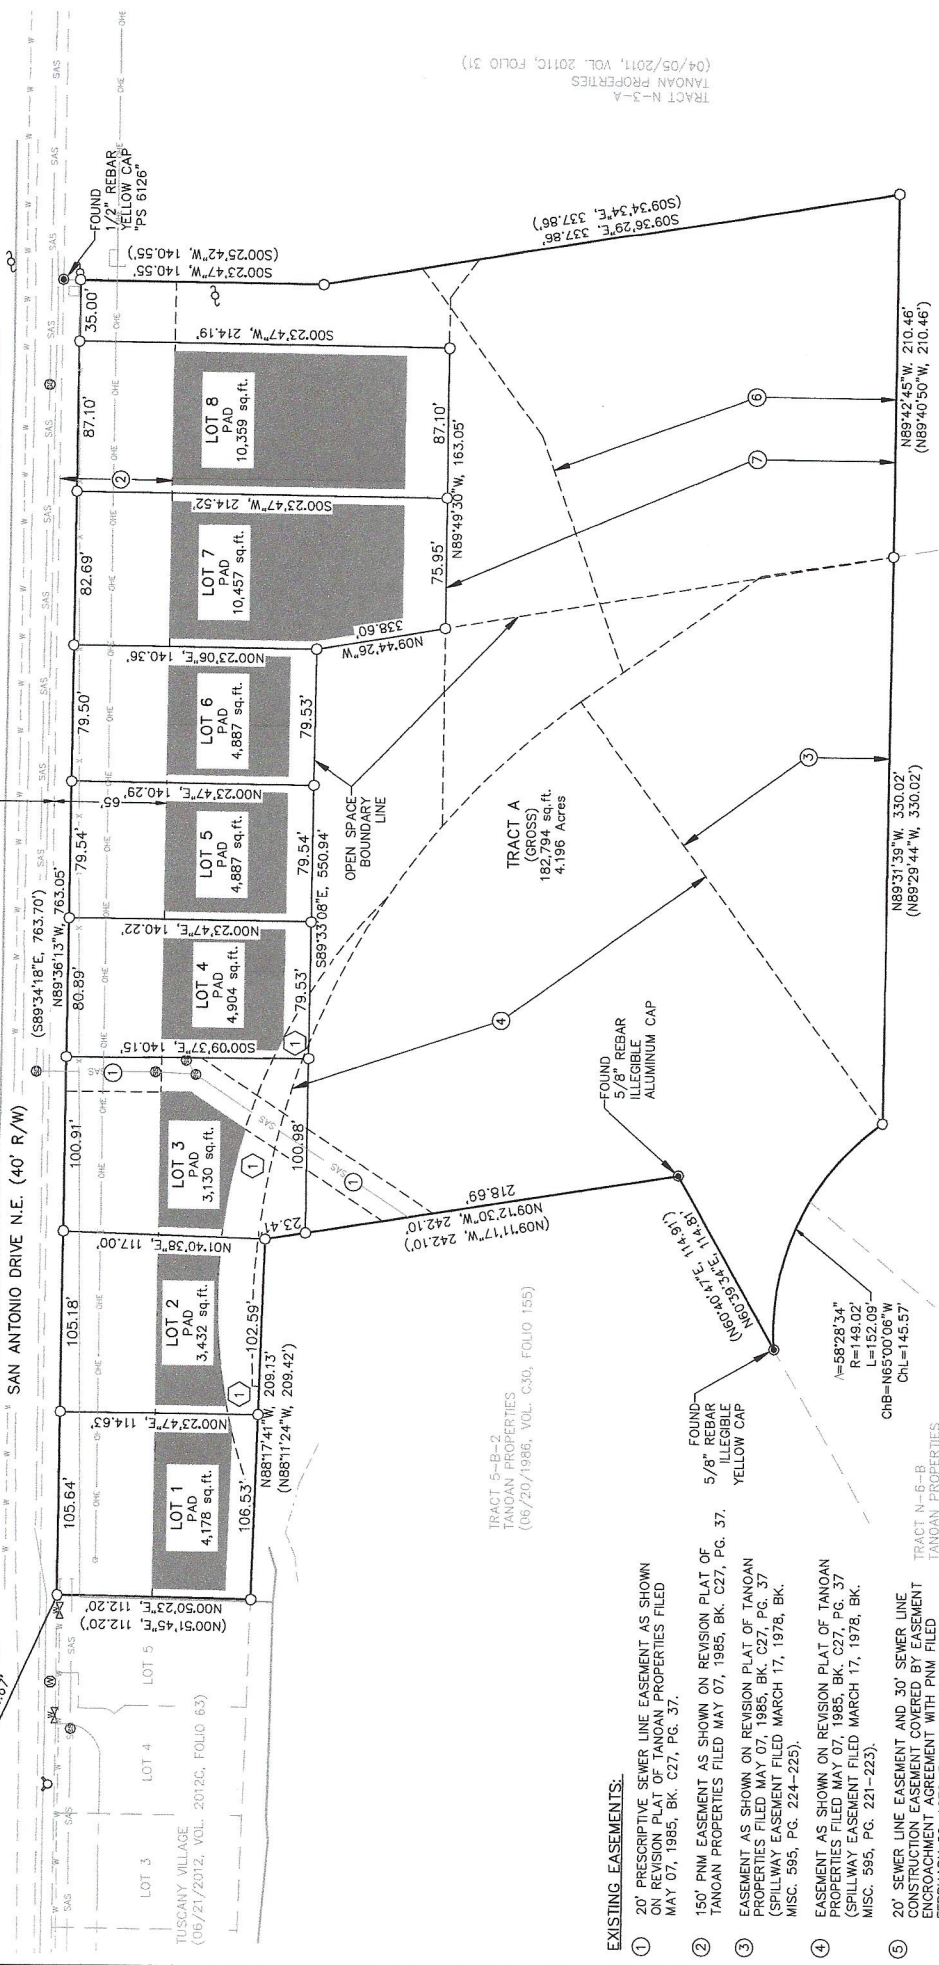 SAN ANTONIO DRIVE N.E. (40' R/W)
(S89°34'18"E, 763.70')
N89°36'13"W, 763.05'
105.64'
105.18'
100.91'
80.89'
79.54'
79.50'
82.69'
87.10'
35.00'
FOUND
1/2" REBAR
YELLOW CAP
"PS 6126"
65'
2
1
SAS
OHE
W
(N00°51'45"E, 112.20')
N00°50'23"E, 112.20'
LOT 1
PAD
4,178 sq.ft.
N00°23'47"E, 114.63'
LOT 2
PAD
3,432 sq.ft.
N01°40'38"E, 117.00'
LOT 3
PAD
3,130 sq.ft.
S00°09'37"E, 140.15'
LOT 4
PAD
4,904 sq.ft.
N00°23'47"E, 140.22'
LOT 5
PAD
4,887 sq.ft.
N00°23'47"E, 140.29'
LOT 6
PAD
4,887 sq.ft.
N00°23'06"E, 140.36'
LOT 7
PAD
10,457 sq.ft.
S00°23'47"W, 214.52'
LOT 8
PAD
10,359 sq.ft.
S00°23'47"W, 214.19'
S00°23'47"W, 140.55'
(S00°25'42"W, 140.55')
106.53'
102.59'
N88°17'41"W, 209.13'
(N88°11'24"W, 209.42')
23.41'
100.98'
79.53'
79.54'
79.53'
S89°33'08"E, 550.94'
N09°44'26"W
338.60'
75.95'
87.10'
N89°49'30"W, 163.05'
1
1
1
1
OPEN SPACE
BOUNDARY
LINE
TRACT A
(GROSS)
182,794 sq.ft.
4.196 Acres
218.69'
N09°12'30"W, 242.10'
(N09°11'17"W, 242.10')
S09°36'29"E, 337.86'
(S09°34'34"E, 337.86')
4
3
7
6
FOUND
5/8" REBAR
ILLEGIBLE
ALUMINUM CAP
(N60°40'47"E, 114.91')
N60°39'34"E, 114.81'
FOUND
5/8" REBAR
ILLEGIBLE
YELLOW CAP
Δ=58°28'34"
R=149.02'
L=152.09'
ChB=N65°00'06"W
ChL=145.57'
N89°31'39"W, 330.02'
(N89°29'44"W, 330.02')
N89°42'45"W, 210.46'
(N89°40'50"W, 210.46')
TRACT N-3-A
TANOAN PROPERTIES
(04/05/2011, VOL. 2011C, FOLIO 31)
TRACT 5-B-2
TANOAN PROPERTIES
(06/20/1986, VOL. C30, FOLIO 155)
TRACT N-6-B
TANOAN PROPERTIES
LOT 3
LOT 4
LOT 5
TUSCANY VILLAGE
(06/21/2012, VOL. 2012C, FOLIO 63)
EXISTING EASEMENTS:
1 20' PRESCRIPTIVE SEWER LINE EASEMENT AS SHOWN
ON REVISION PLAT OF TANOAN PROPERTIES FILED
MAY 07, 1985, BK. C27, PG. 37.
2 150' PNM EASEMENT AS SHOWN ON REVISION PLAT OF
TANOAN PROPERTIES FILED MAY 07, 1985, BK. C27, PG. 37.
3 EASEMENT AS SHOWN ON REVISION PLAT OF TANOAN
PROPERTIES FILED MAY 07, 1985, BK. C27, PG. 37
(SPILLWAY EASEMENT FILED MARCH 17, 1978, BK.
MISC. 595, PG. 224-225).
4 EASEMENT AS SHOWN ON REVISION PLAT OF TANOAN
PROPERTIES FILED MAY 07, 1985, BK. C27, PG. 37
(SPILLWAY EASEMENT FILED MARCH 17, 1978, BK.
MISC. 595, PG. 221-223).
5 20' SEWER LINE EASEMENT AND 30' SEWER LINE
CONSTRUCTION EASEMENT COVERED BY EASEMENT
ENCROACHMENT AGREEMENT WITH PNM FILED